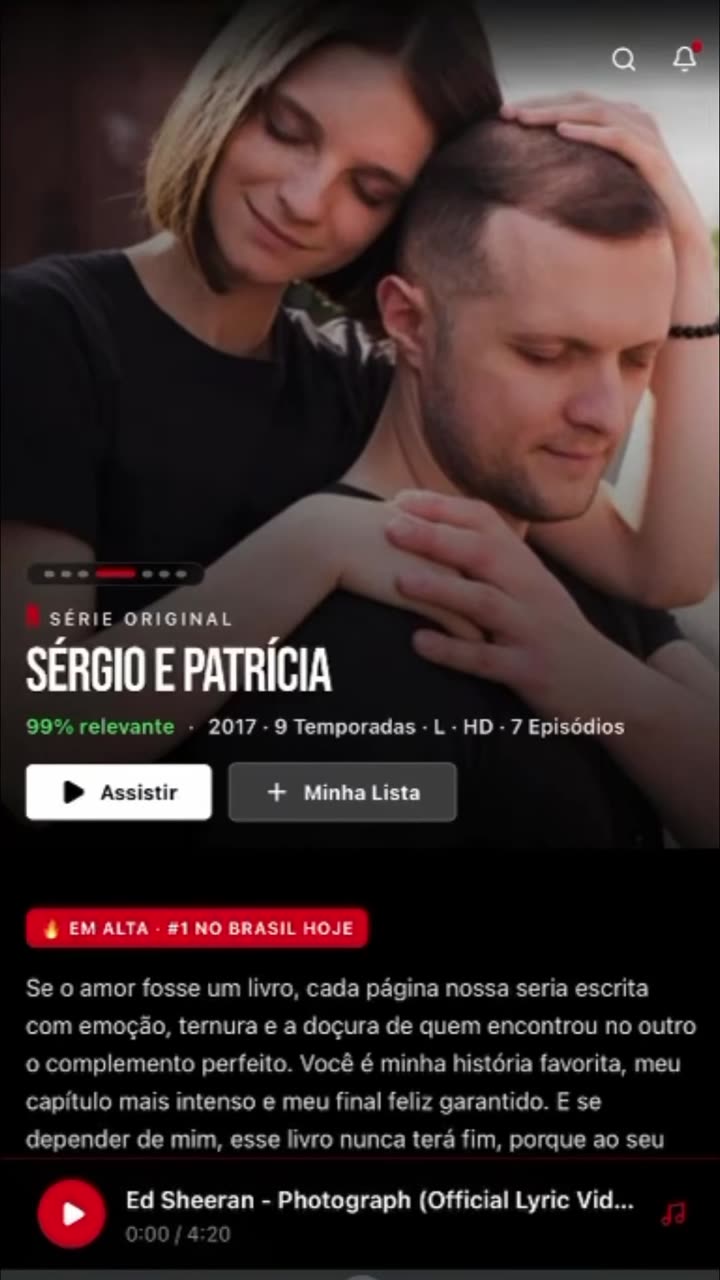 SÉRIE ORIGINAL
SÉRGIO E PATRÍCIA
99% relevante · 2017 · 9 Temporadas · L · HD · 7 Episódios
Assistir
+ Minha Lista
🔥 EM ALTA · #1 NO BRASIL HOJE
Se o amor fosse um livro, cada página nossa seria escrita
com emoção, ternura e a doçura de quem encontrou no outro
o complemento perfeito. Você é minha história favorita, meu
capítulo mais intenso e meu final feliz garantido. E se
depender de mim, esse livro nunca terá fim, porque ao seu
Ed Sheeran - Photograph (Official Lyric Vid...
0:00 / 4:20